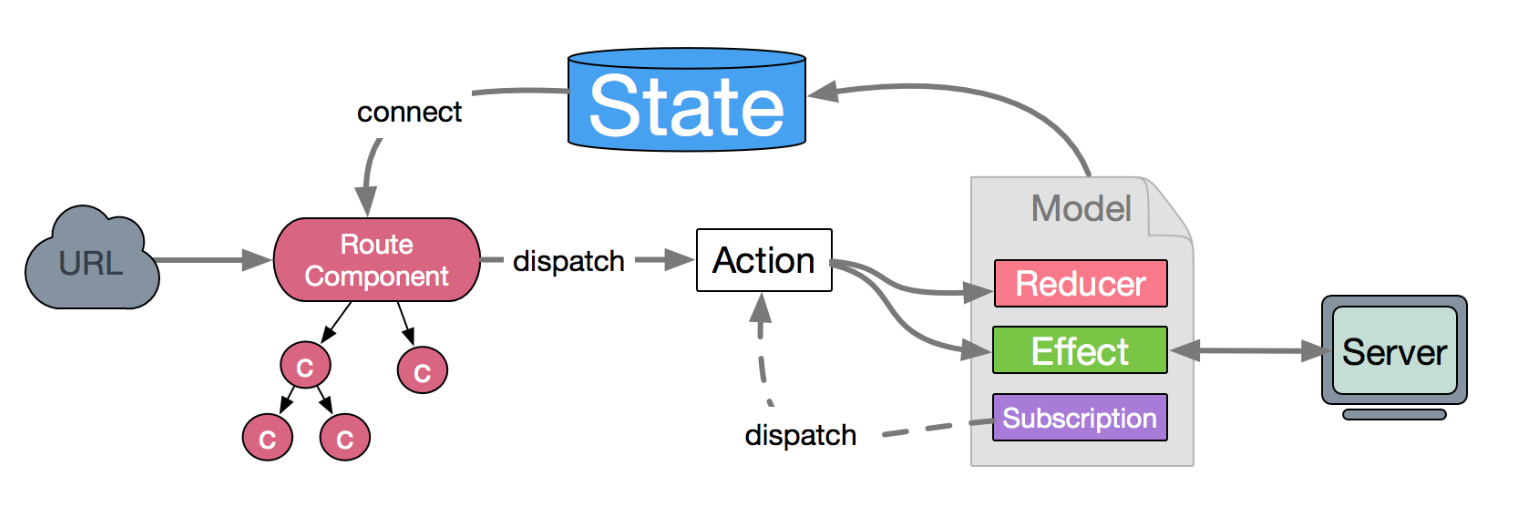 State
connect
URL
Route
Component
dispatch
Action
Model
Reducer
Effect
Subscription
dispatch
Server
C
C
C
C